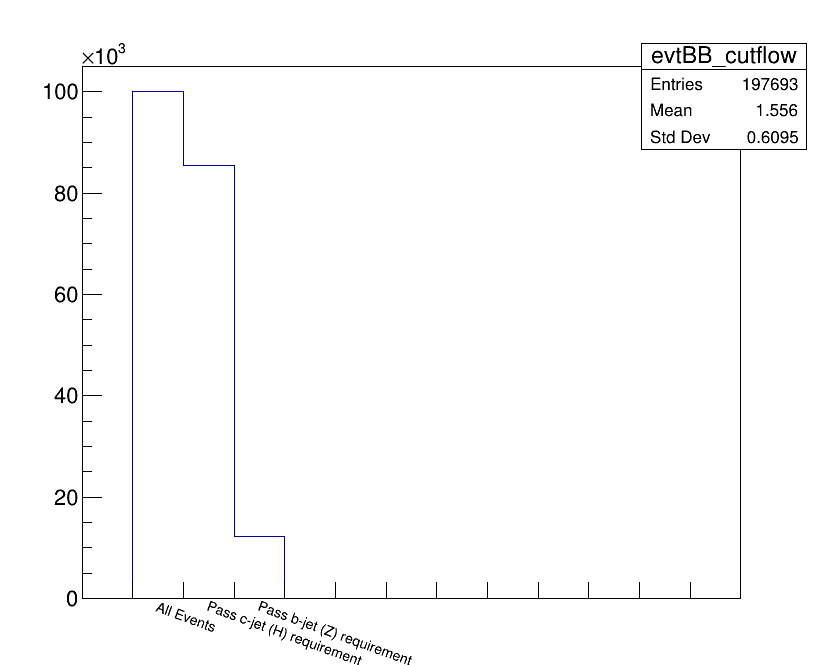 ×10³
evtBB_cutflow
Entries 197693
Mean 1.556
Std Dev 0.6095
100
80
60
40
20
0
All Events
Pass c-jet (H) requirement
Pass b-jet (Z) requirement